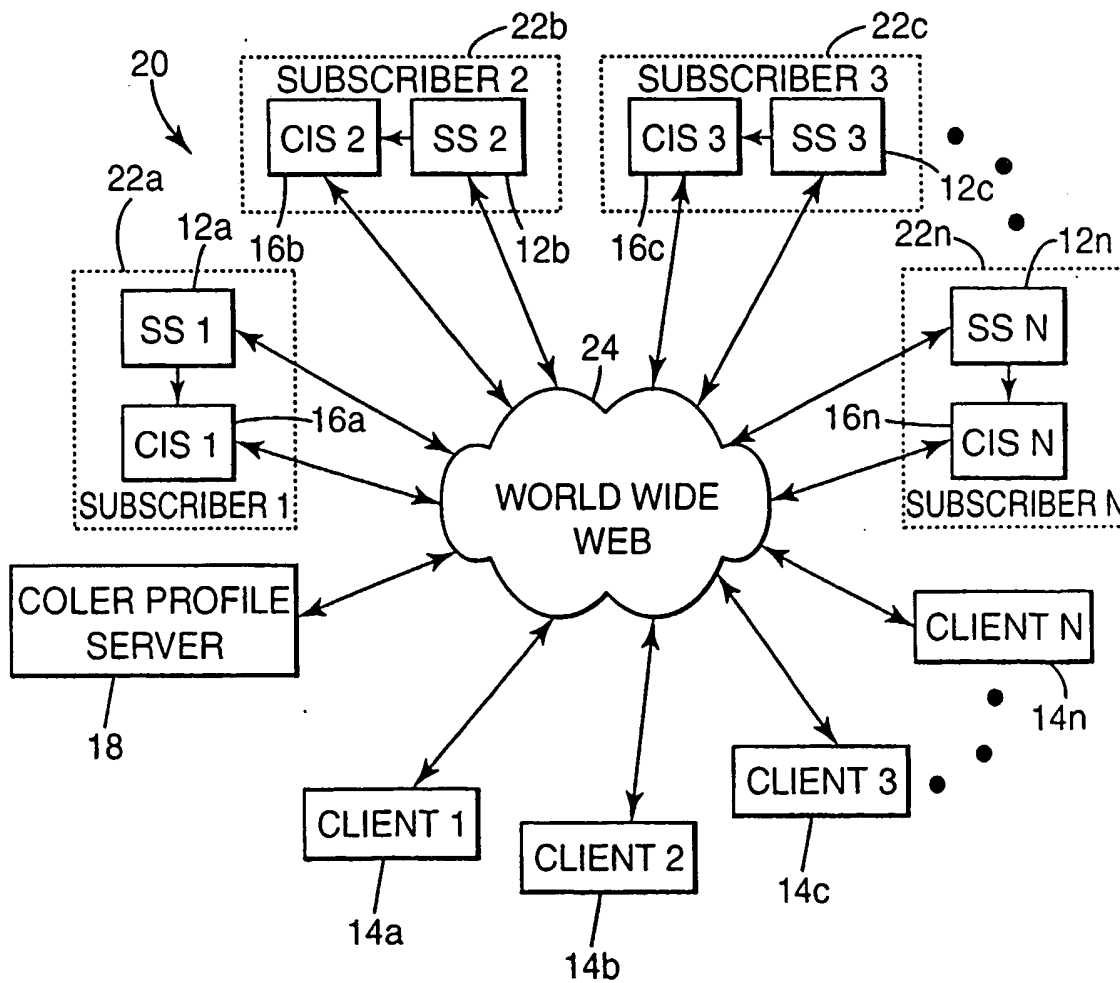 22b
22c
20
SUBSCRIBER 2
SUBSCRIBER 3
CIS 2
SS 2
CIS 3
SS 3
22a
12a
16b
12b
16c
12c
22n
12n
SS 1
SS N
24
16a
16n
CIS 1
CIS N
SUBSCRIBER 1
SUBSCRIBER N
WORLD WIDE
WEB
COLER PROFILE
SERVER
CLIENT N
18
14n
CLIENT 3
CLIENT 1
CLIENT 2
14c
14a
14b